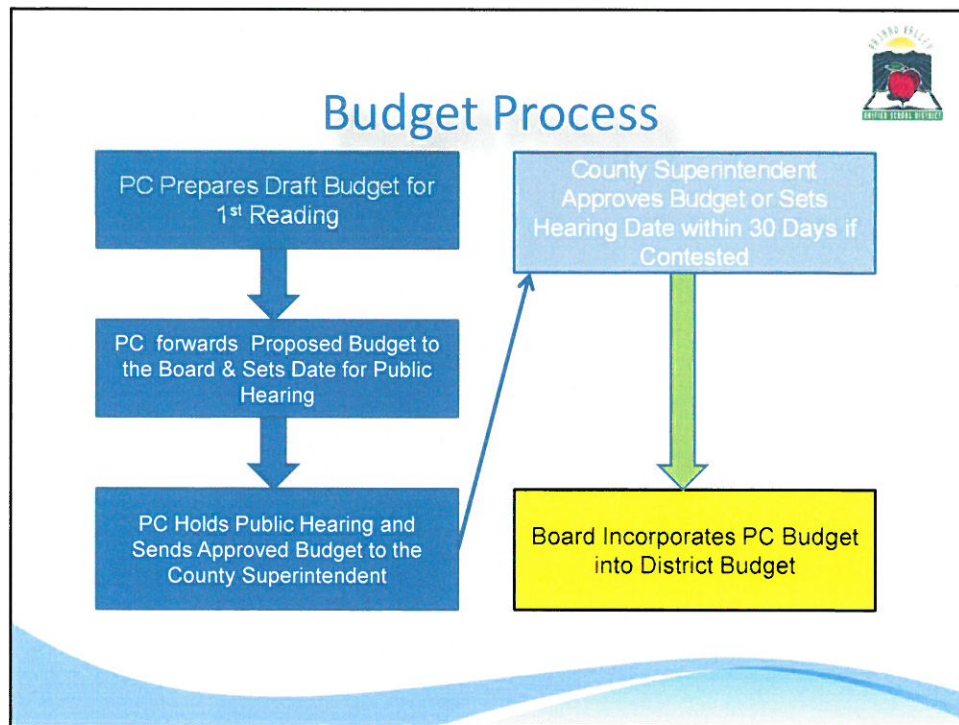 PAJARO VALLEY
UNIFIED SCHOOL DISTRICT
Budget Process
PC Prepares Draft Budget for
1st Reading
PC forwards Proposed Budget to
the Board & Sets Date for Public
Hearing
PC Holds Public Hearing and
Sends Approved Budget to the
County Superintendent
County Superintendent
Approves Budget or Sets
Hearing Date within 30 Days if
Contested
Board Incorporates PC Budget
into District Budget